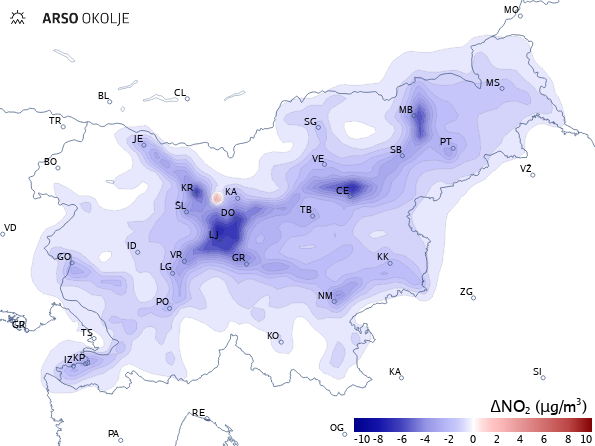 ARSO OKOLJE
MO
BL
CL
MS
TR
SG
MB
JE
PT
SB
BO
VE
VŽ
KR
KA
CE
ŠL
DO
TB
VD
LJ
ID
VR
GR
KK
GO
LG
NM
ZG
PO
GR
TS
KO
IZ KP
KA
SI
RE
PA
OG
ΔNO₂ (µg/m³)
-10 -8 -6 -4 -2 0 2 4 6 8 10